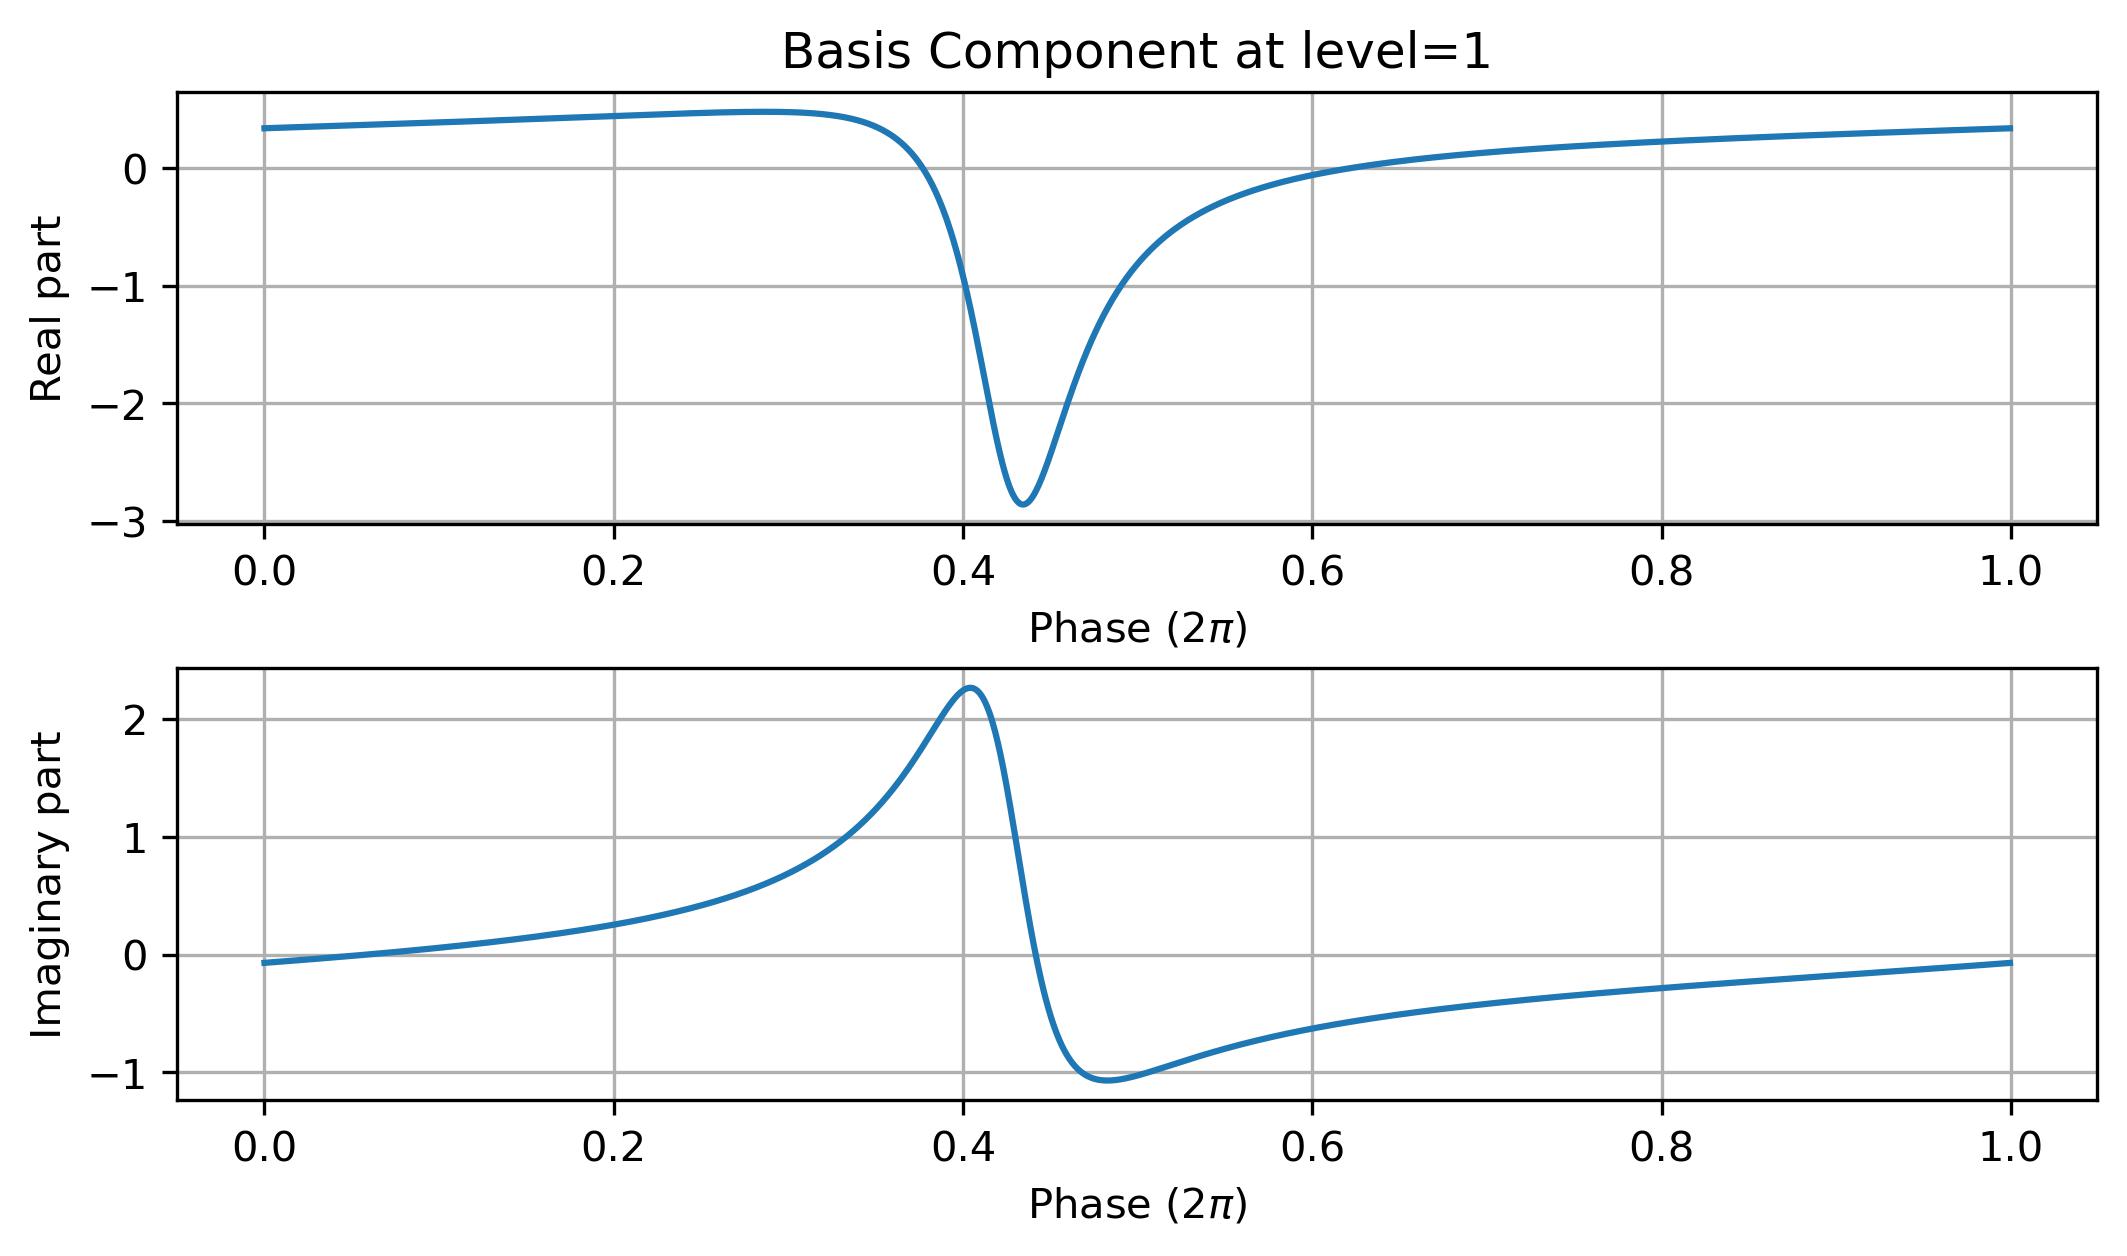 Basis Component at level=1
Real part
0
−1
−2
−3
0.0 0.2 0.4 0.6 0.8 1.0
Phase (2π)
Imaginary part
2
1
0
−1
0.0 0.2 0.4 0.6 0.8 1.0
Phase (2π)